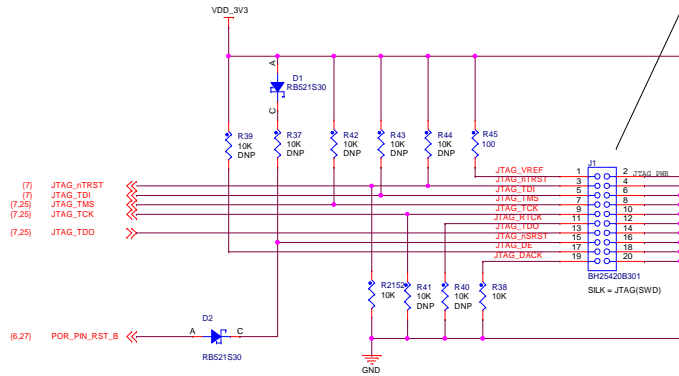 VDD_3V3
A
D1
RB521S30
C
R39
10K
DNP
R37
10K
DNP
R42
10K
DNP
R43
10K
DNP
R44
10K
DNP
R45
100
J1
JTAG_VREF 1 2 JTAG_PWR
(7) JTAG_nTRST JTAG_nTRST 3 4
(7) JTAG_TDI JTAG_TDI 5 6
(7,25) JTAG_TMS JTAG_TMS 7 8
(7,25) JTAG_TCK JTAG_TCK 9 10
JTAG_RTCK 11 12
(7,25) JTAG_TDO JTAG_TDO 13 14
JTAG_nSRST 15 16
JTAG_DE 17 18
JTAG_DACK 19 20
BH25420B301
SILK = JTAG(SWD)
R2152
10K
R41
10K
DNP
R40
10K
DNP
R38
10K
D2
(6,27) POR_PIN_RST_B A C
RB521S30
GND